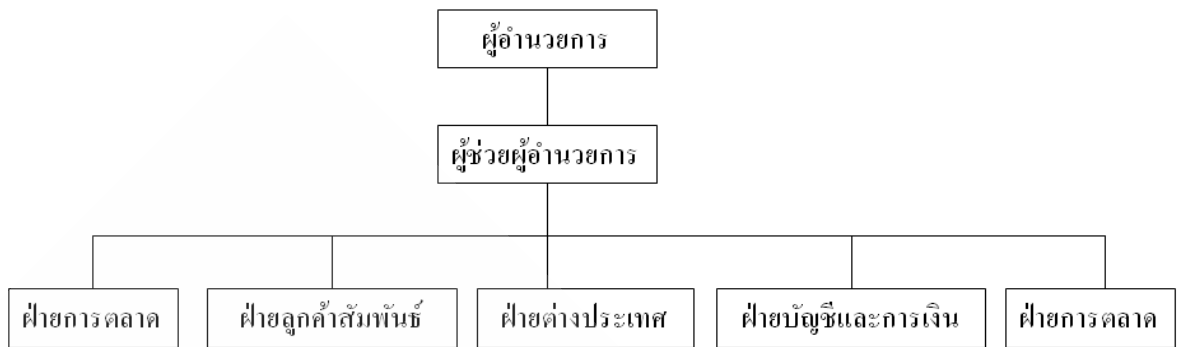 ผู้อำนวยการ
ผู้ช่วยผู้อำนวยการ
ฝ่ายการตลาด ฝ่ายลูกค้าสัมพันธ์ ฝ่ายต่างประเทศ ฝ่ายบัญชีและการเงิน ฝ่ายการตลาด